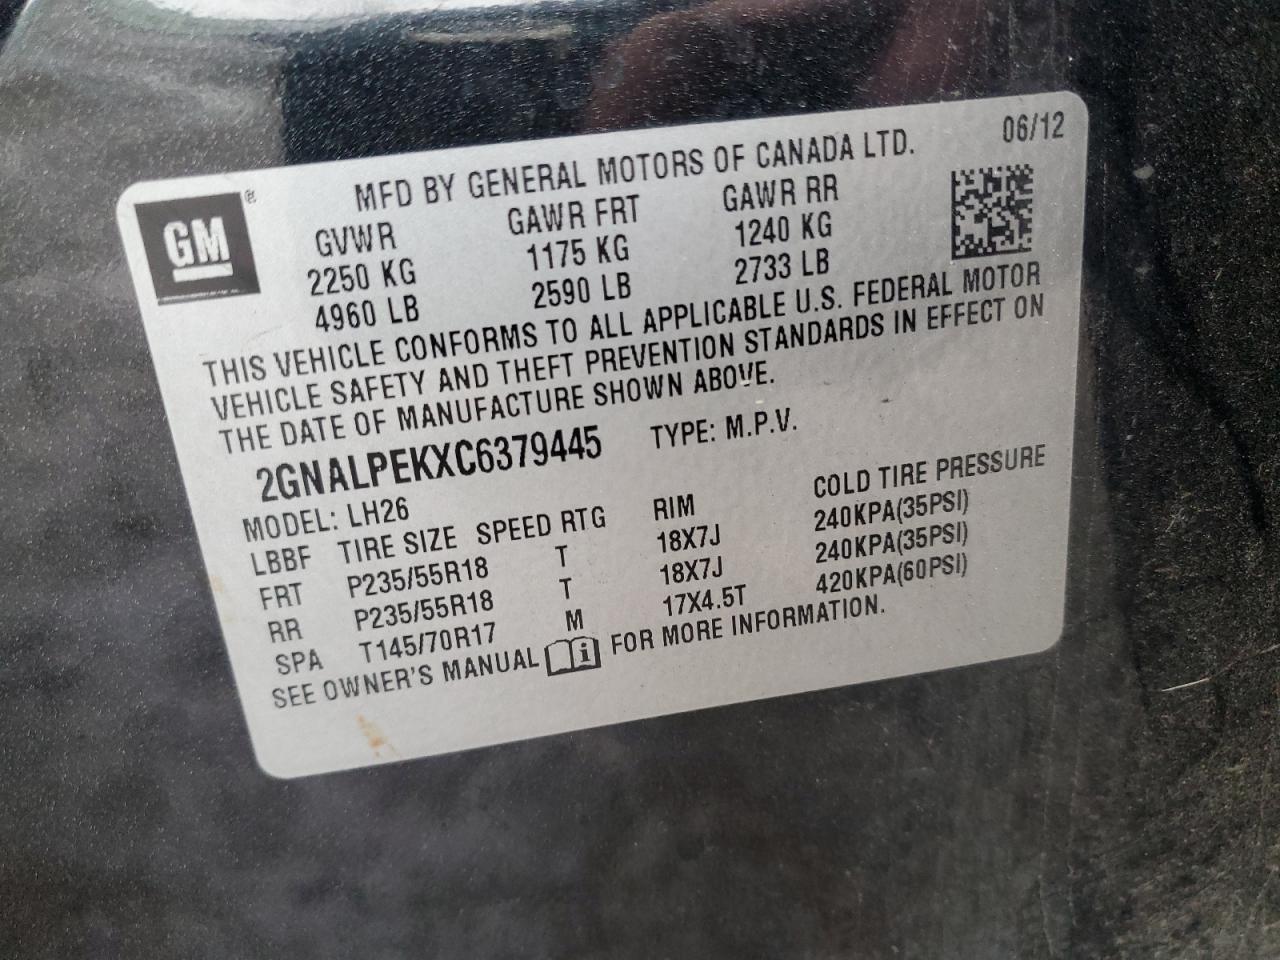 06/12
MFD BY GENERAL MOTORS OF CANADA LTD.
GM ®
GVWR GAWR FRT GAWR RR
2250 KG 1175 KG 1240 KG
4960 LB 2590 LB 2733 LB
THIS VEHICLE CONFORMS TO ALL APPLICABLE U.S. FEDERAL MOTOR
VEHICLE SAFETY AND THEFT PREVENTION STANDARDS IN EFFECT ON
THE DATE OF MANUFACTURE SHOWN ABOVE.
2GNALPEKXC6379445 TYPE: M.P.V.
MODEL: LH26
LBBF TIRE SIZE SPEED RTG RIM COLD TIRE PRESSURE
FRT P235/55R18 T 18X7J 240KPA(35PSI)
RR P235/55R18 T 18X7J 240KPA(35PSI)
SPA T145/70R17 M 17X4.5T 420KPA(60PSI)
SEE OWNER'S MANUAL i FOR MORE INFORMATION.